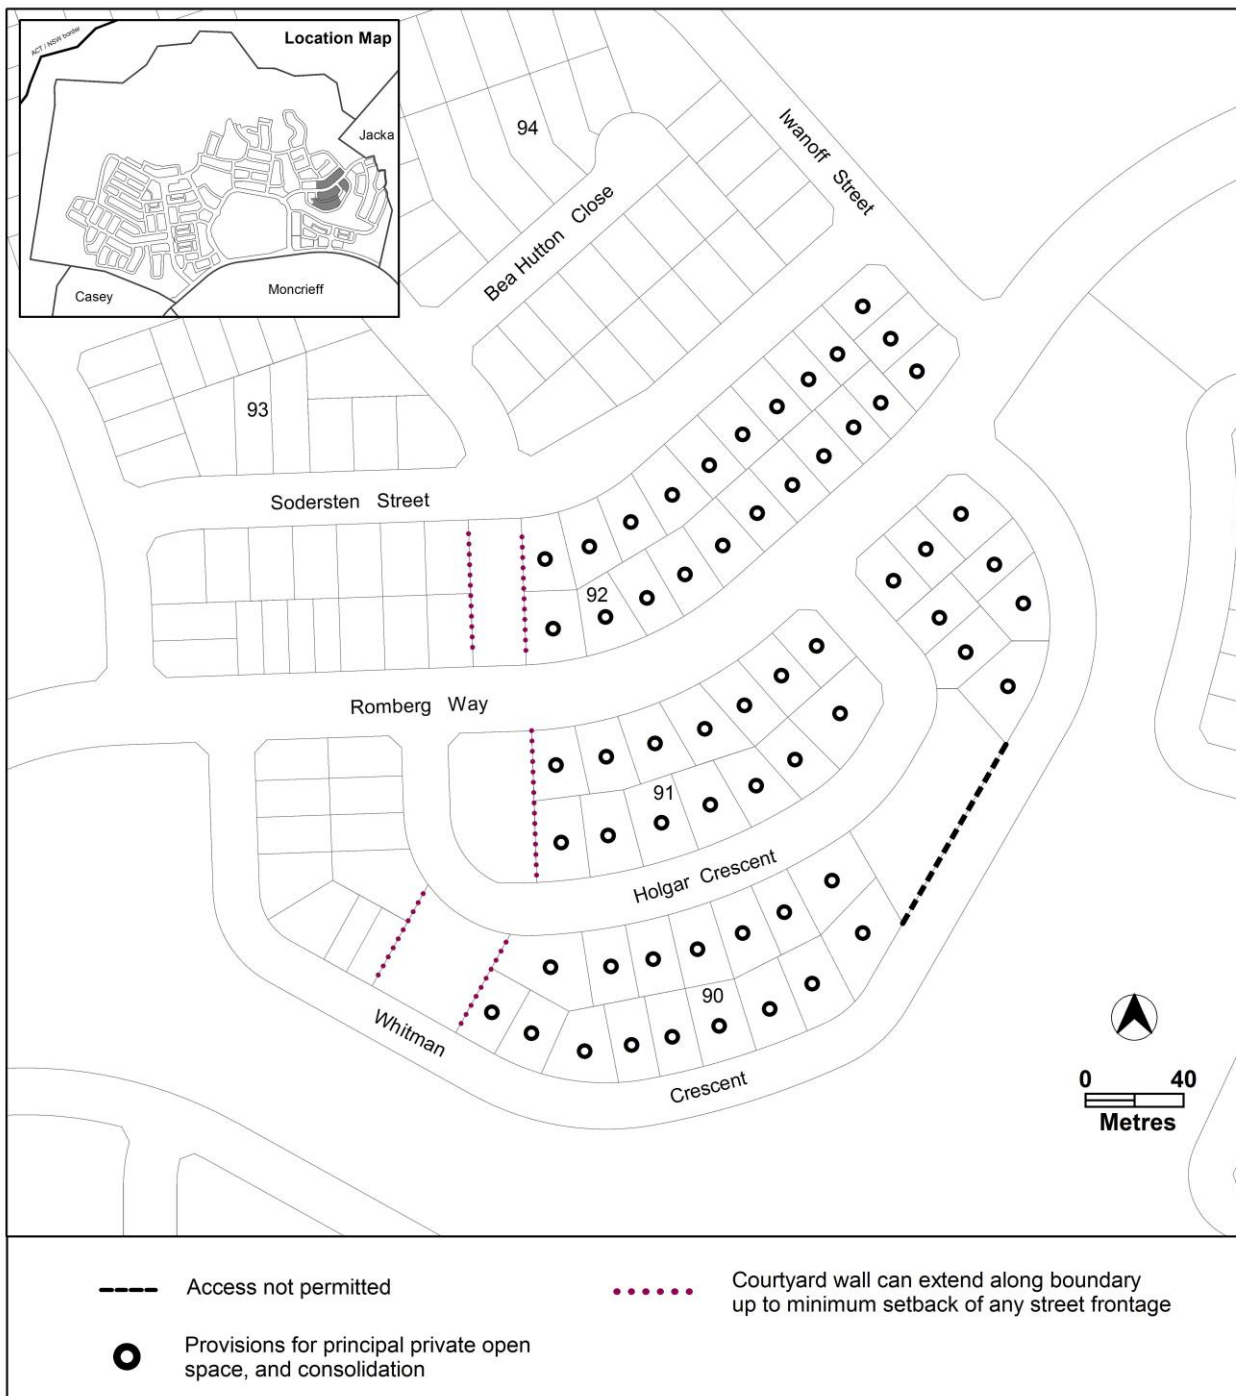 ACT / NSW border
Location Map
Jacka
Casey
Moncrieff
94
Iwanoff Street
Bea Hutton Close
93
Sodersten Street
92
Romberg Way
91
Holgar Crescent
90
Whitman
Crescent
0 40
Metres
Access not permitted
Courtyard wall can extend along boundary
up to minimum setback of any street frontage
Provisions for principal private open
space, and consolidation